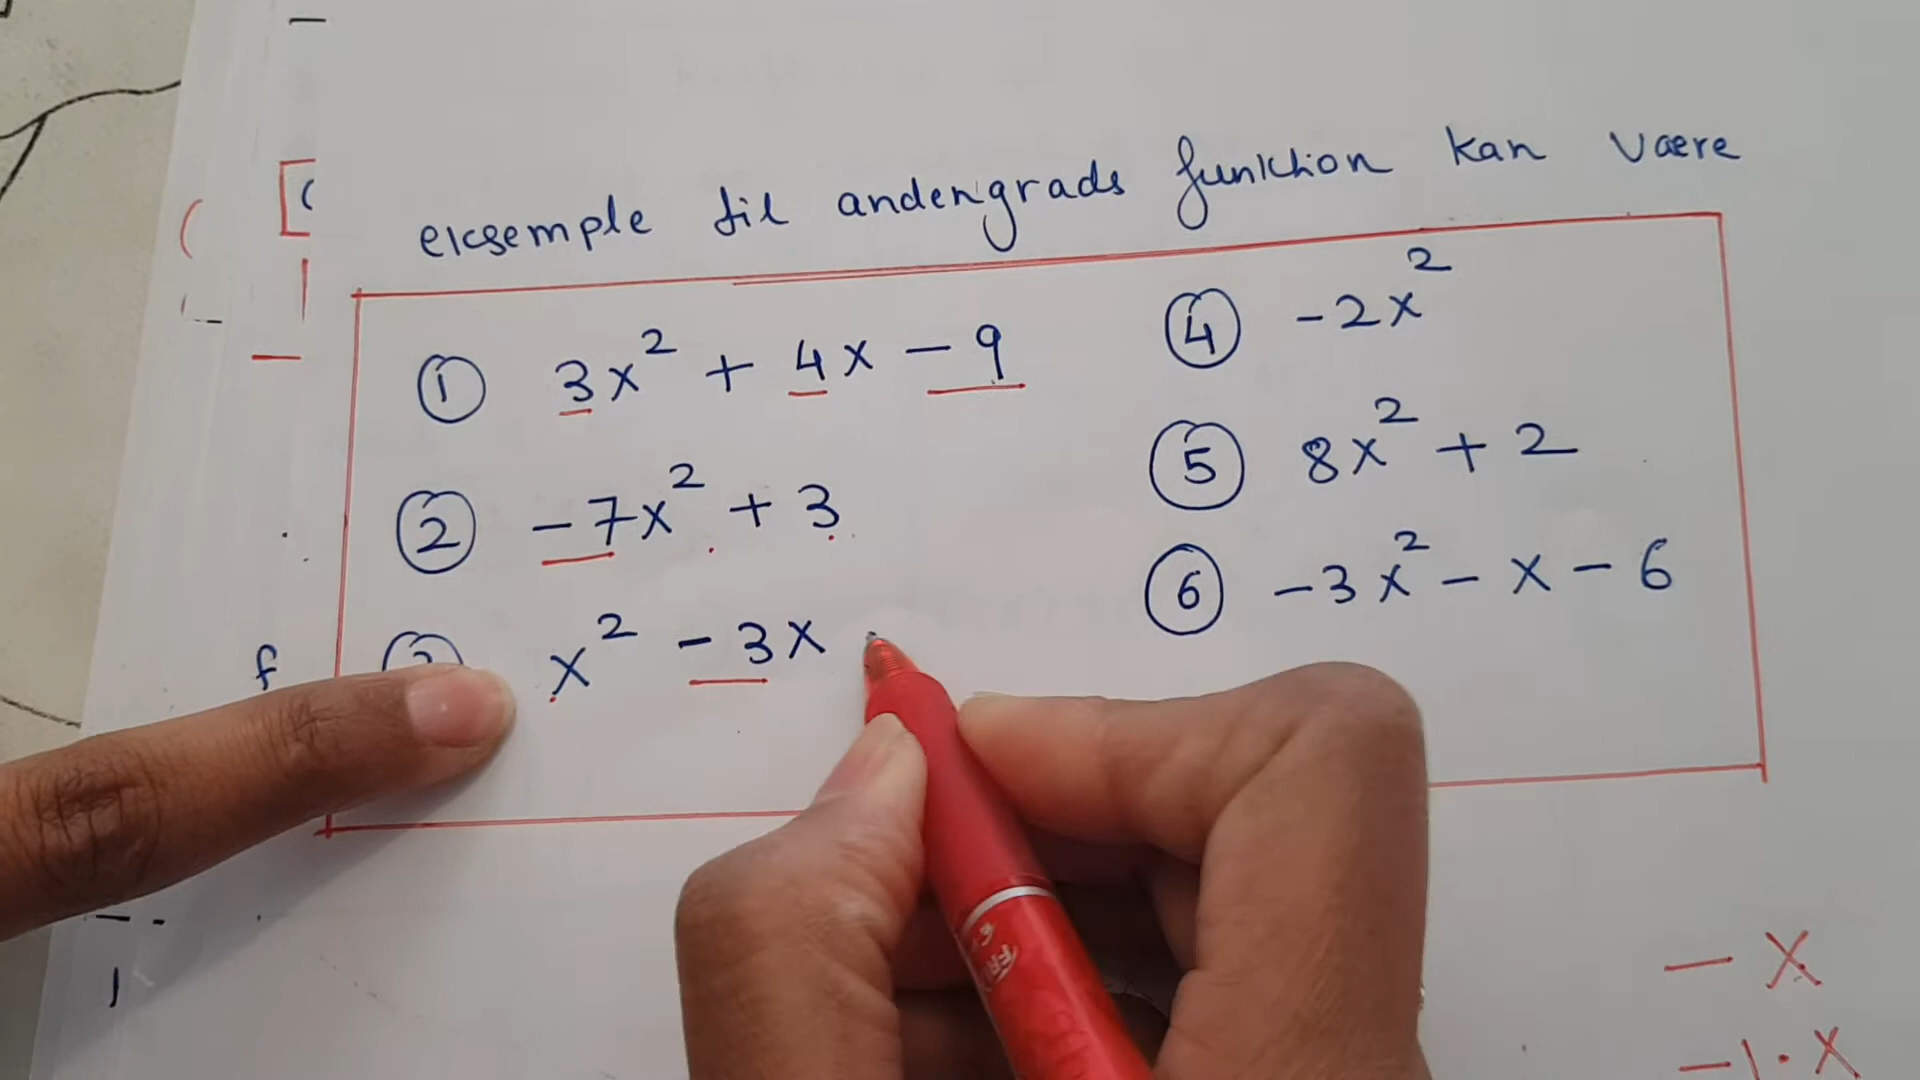 eksemple til andengrads funktion kan være
① 3x² + 4x - 9
② -7x² + 3
x² - 3x
④ -2x²
⑤ 8x² + 2
⑥ -3x² - x - 6
f
- x
-1 · x